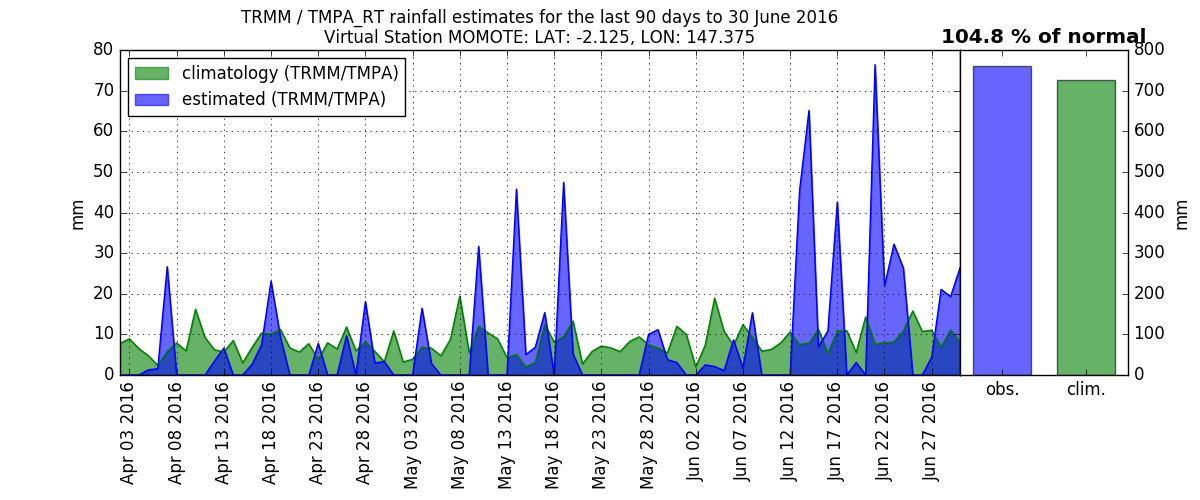 TRMM / TMPA_RT rainfall estimates for the last 90 days to 30 June 2016
Virtual Station MOMOTE: LAT: -2.125, LON: 147.375
104.8 % of normal
climatology (TRMM/TMPA)
estimated (TRMM/TMPA)
mm
80
70
60
50
40
30
20
10
0
Apr 03 2016
Apr 08 2016
Apr 13 2016
Apr 18 2016
Apr 23 2016
Apr 28 2016
May 03 2016
May 08 2016
May 13 2016
May 18 2016
May 23 2016
May 28 2016
Jun 02 2016
Jun 07 2016
Jun 12 2016
Jun 17 2016
Jun 22 2016
Jun 27 2016
obs.
clim.
800
700
600
500
400
300
200
100
0
mm